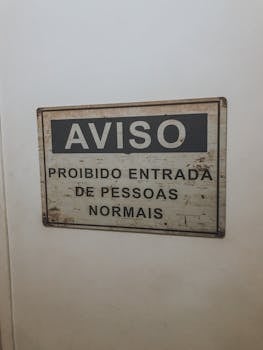 AVISO
PROIBIDO ENTRADA
DE PESSOAS
NORMAIS